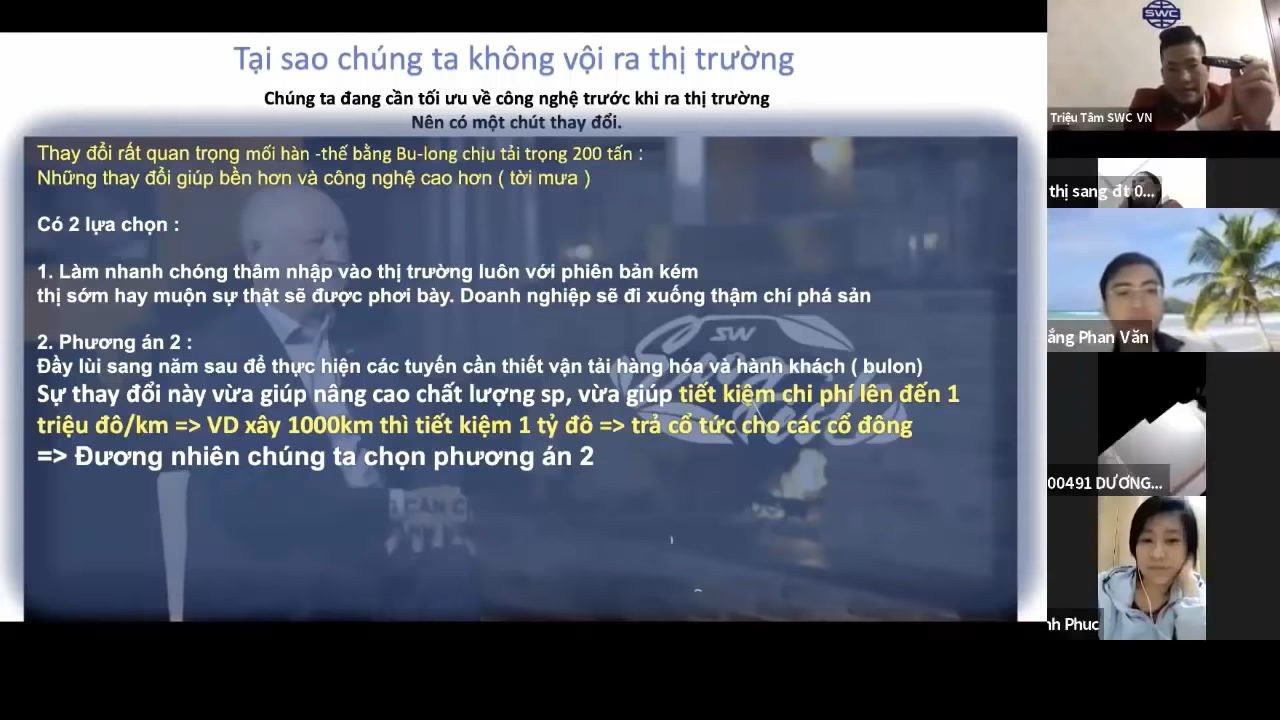 Tại sao chúng ta không vội ra thị trường
Chúng ta đang cần tối ưu về công nghệ trước khi ra thị trường
Nên có một chút thay đổi.
Thay đổi rất quan trọng mối hàn -thế bằng Bu-long chịu tải trọng 200 tấn :
Những thay đổi giúp bền hơn và công nghệ cao hơn ( tời mưa )
Có 2 lựa chọn :
1. Làm nhanh chóng thâm nhập vào thị trường luôn với phiên bản kém
thị sớm hay muộn sự thật sẽ được phơi bày. Doanh nghiệp sẽ đi xuống thậm chí phá sản
2. Phương án 2 :
Đầy lùi sang năm sau để thực hiện các tuyến cần thiết vận tải hàng hóa và hành khách ( bulon)
Sự thay đổi này vừa giúp nâng cao chất lượng sp, vừa giúp tiết kiệm chi phí lên đến 1
triệu đô/km => VD xây 1000km thì tiết kiệm 1 tỷ đô => trả cổ tức cho các cổ đông
=> Đương nhiên chúng ta chọn phương án 2
SW
SWC
Triệu Tâm SWC VN
thị sang đt 0...
ắng Phan Văn
00491 DƯƠNG...
nh Phuc